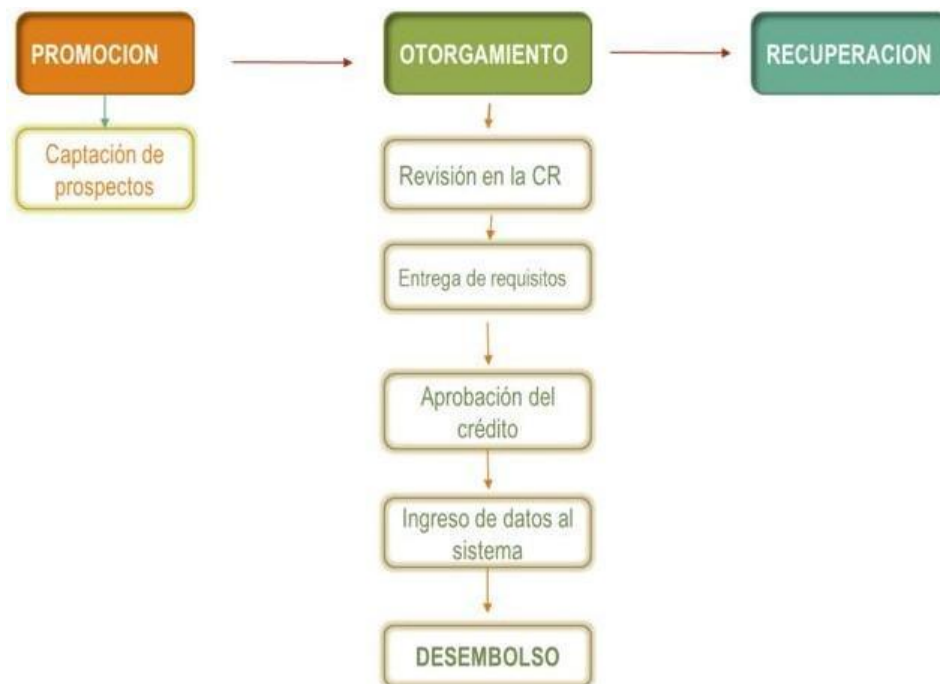 PROMOCION
OTORGAMIENTO
RECUPERACION
Captación de
prospectos
Revisión en la CR
Entrega de requisitos
Aprobación del
crédito
Ingreso de datos al
sistema
DESEMBOLSO